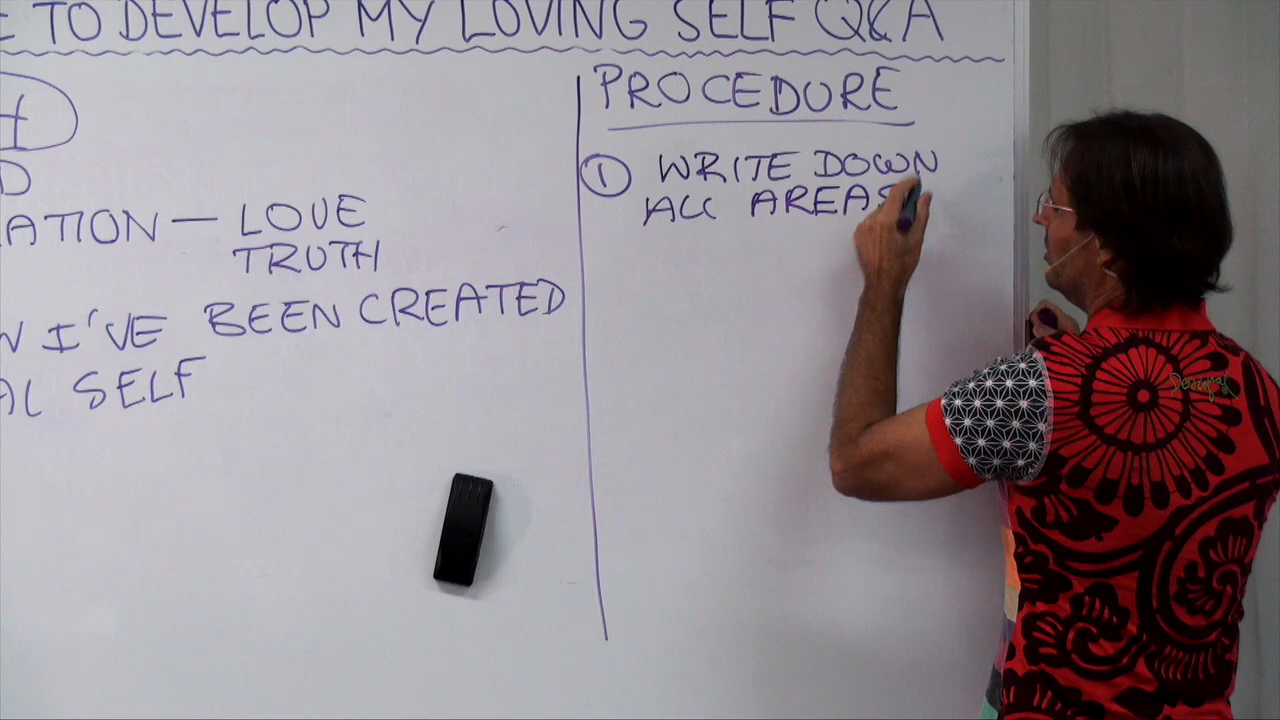 E TO DEVELOP MY LOVING SELF Q&A
D
ATION — LOVE
TRUTH
N I'VE BEEN CREATED
AL SELF
PROCEDURE
① WRITE DOWN
ALL AREAS
Desigual